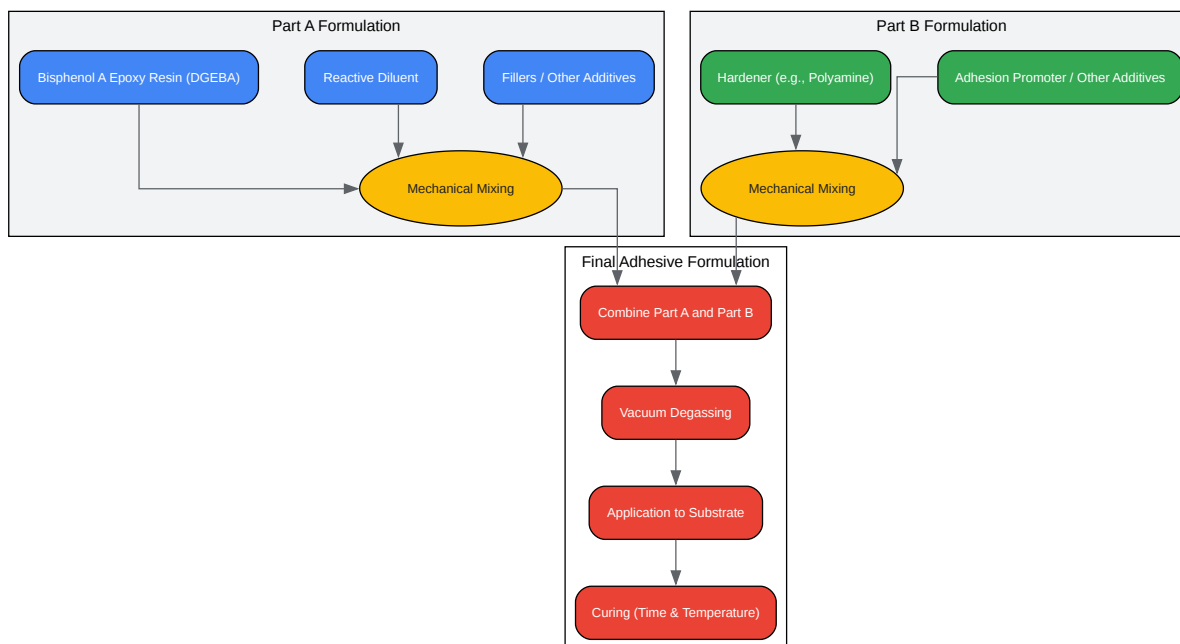 Part A Formulation
Part B Formulation
Bisphenol A Epoxy Resin (DGEBA)
Reactive Diluent
Fillers / Other Additives
Hardener (e.g., Polyamine)
Adhesion Promoter / Other Additives
Mechanical Mixing
Mechanical Mixing
Final Adhesive Formulation
Combine Part A and Part B
Vacuum Degassing
Application to Substrate
Curing (Time & Temperature)